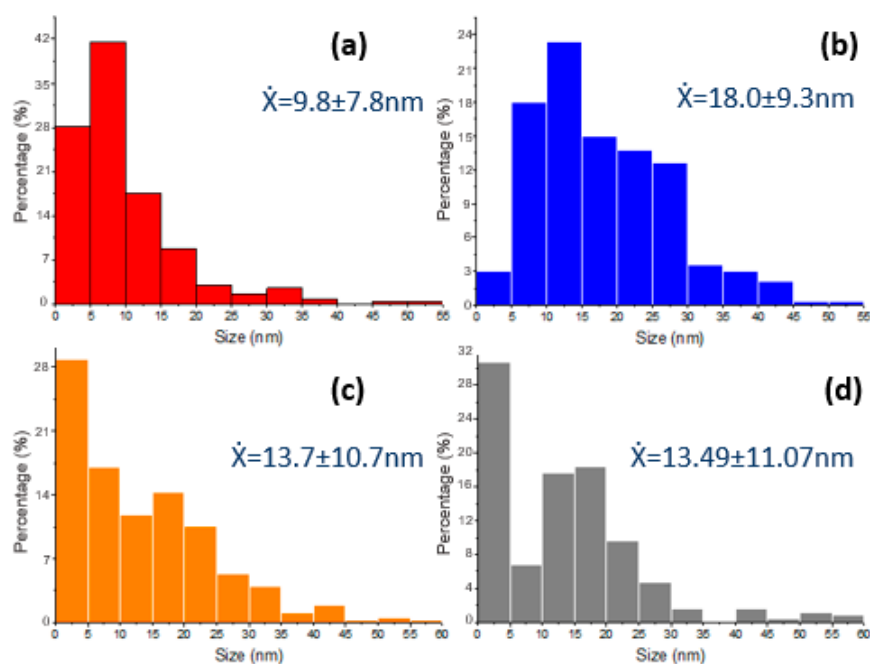 (a)
Ẋ=9.8±7.8nm
Percentage (%)
42
35
28
21
14
7
0
0 5 10 15 20 25 30 35 40 45 50 55
Size (nm)
(b)
Ẋ=18.0±9.3nm
Percentage (%)
24
21
18
15
12
9
6
3
0
0 5 10 15 20 25 30 35 40 45 50 55
Size (nm)
(c)
Ẋ=13.7±10.7nm
Percentage (%)
28
21
14
7
0
0 5 10 15 20 25 30 35 40 45 50 55 60
Size (nm)
(d)
Ẋ=13.49±11.07nm
Percentage (%)
32
28
24
20
16
12
8
4
0
0 5 10 15 20 25 30 35 40 45 50 55 60
Size (nm)